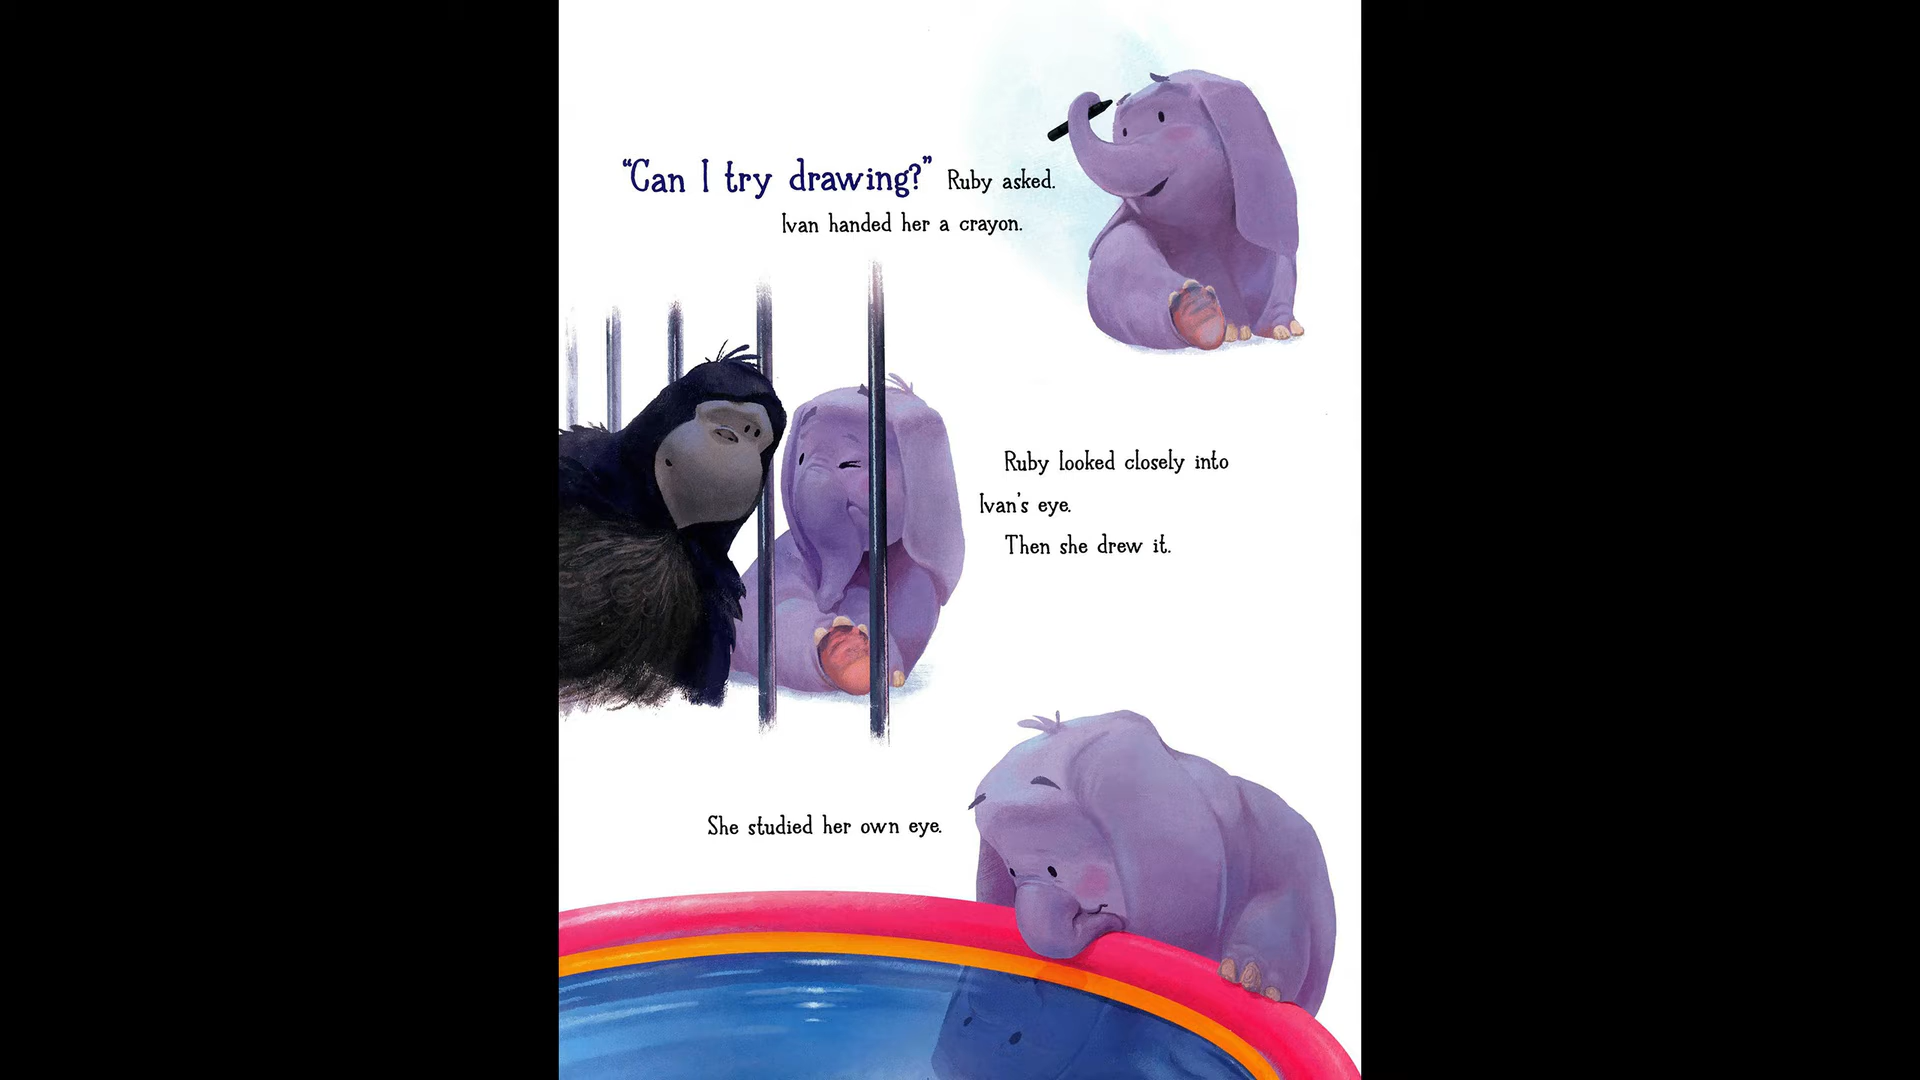 “Can I try drawing?” Ruby asked.
Ivan handed her a crayon.
Ruby looked closely into
Ivan’s eye.
Then she drew it.
She studied her own eye.